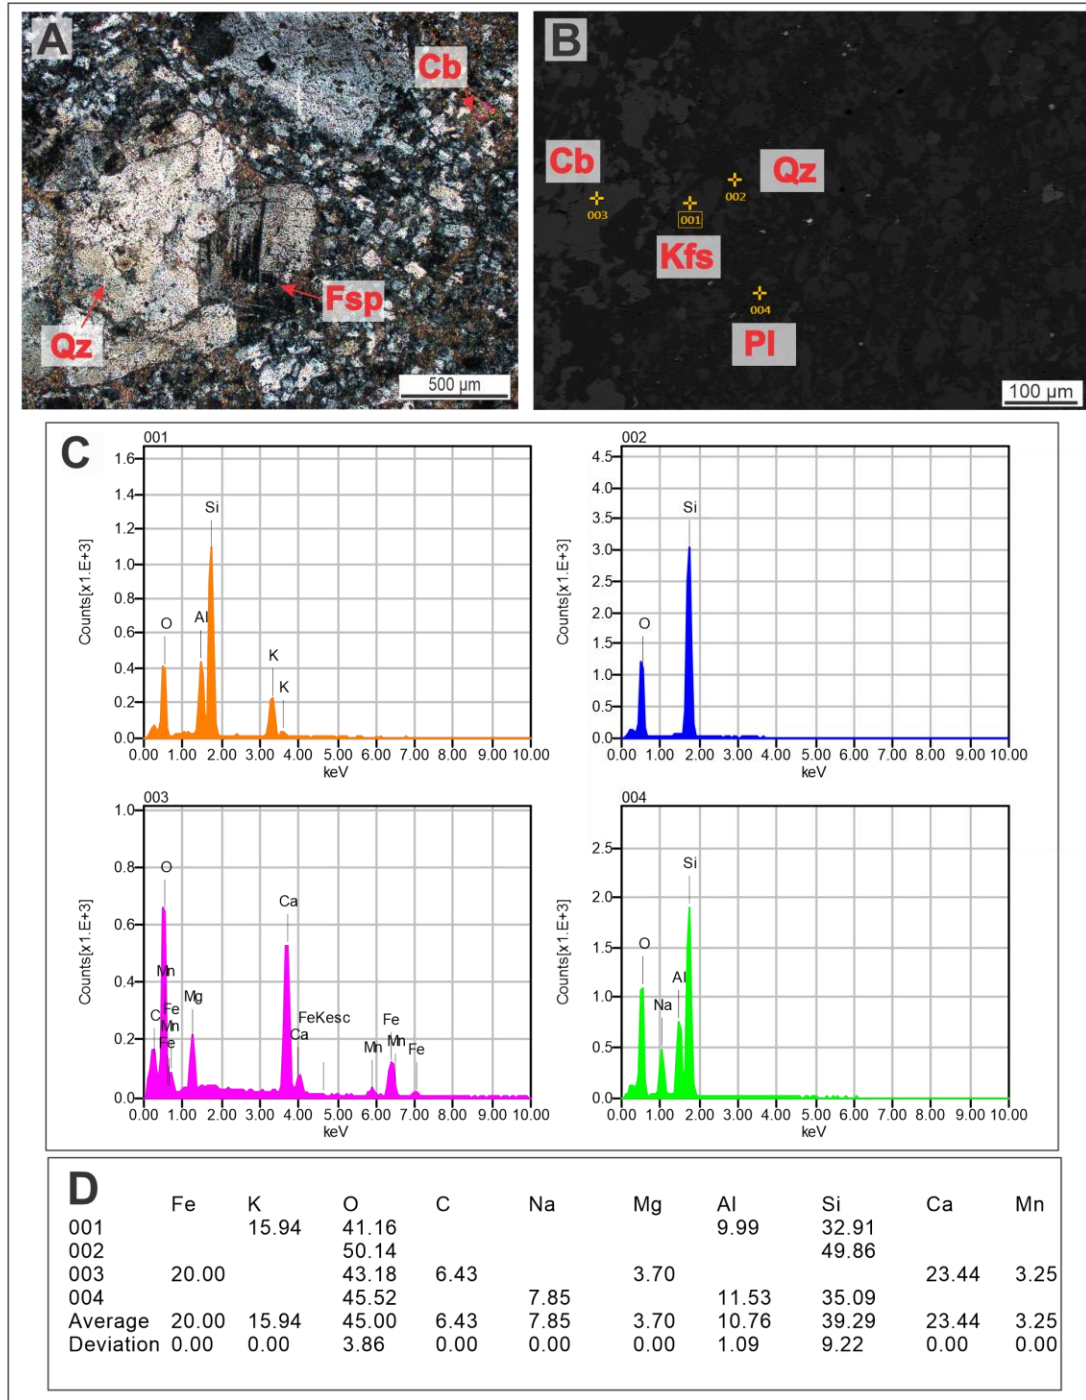 A
Cb
Qz
Fsp
500 µm
B
Cb
003
001
Kfs
002
Qz
004
Pl
100 µm
C
001
Counts[x1.E+3]
1.6
1.4
1.2
1.0
0.8
0.6
0.4
0.2
0.0
O
Al
Si
K
K
0.00 1.00 2.00 3.00 4.00 5.00 6.00 7.00 8.00 9.00 10.00
keV
002
Counts[x1.E+3]
4.5
4.0
3.5
3.0
2.5
2.0
1.5
1.0
0.5
0.0
O
Si
0.00 1.00 2.00 3.00 4.00 5.00 6.00 7.00 8.00 9.00 10.00
keV
003
Counts[x1.E+3]
1.0
0.8
0.6
0.4
0.2
0.0
O
Mn
C
Fe
Mn
Fe
Mg
Ca
FeKesc
Ca
Mn
Fe
Mn
Fe
0.00 1.00 2.00 3.00 4.00 5.00 6.00 7.00 8.00 9.00 10.00
keV
004
Counts[x1.E+3]
2.5
2.0
1.5
1.0
0.5
0.0
O
Na
Al
Si
0.00 1.00 2.00 3.00 4.00 5.00 6.00 7.00 8.00 9.00 10.00
keV
D
Fe K O C Na Mg Al Si Ca Mn
001 15.94 41.16 9.99 32.91
002 50.14 49.86
003 20.00 43.18 6.43 3.70 23.44 3.25
004 45.52 7.85 11.53 35.09
Average 20.00 15.94 45.00 6.43 7.85 3.70 10.76 39.29 23.44 3.25
Deviation 0.00 0.00 3.86 0.00 0.00 0.00 1.09 9.22 0.00 0.00